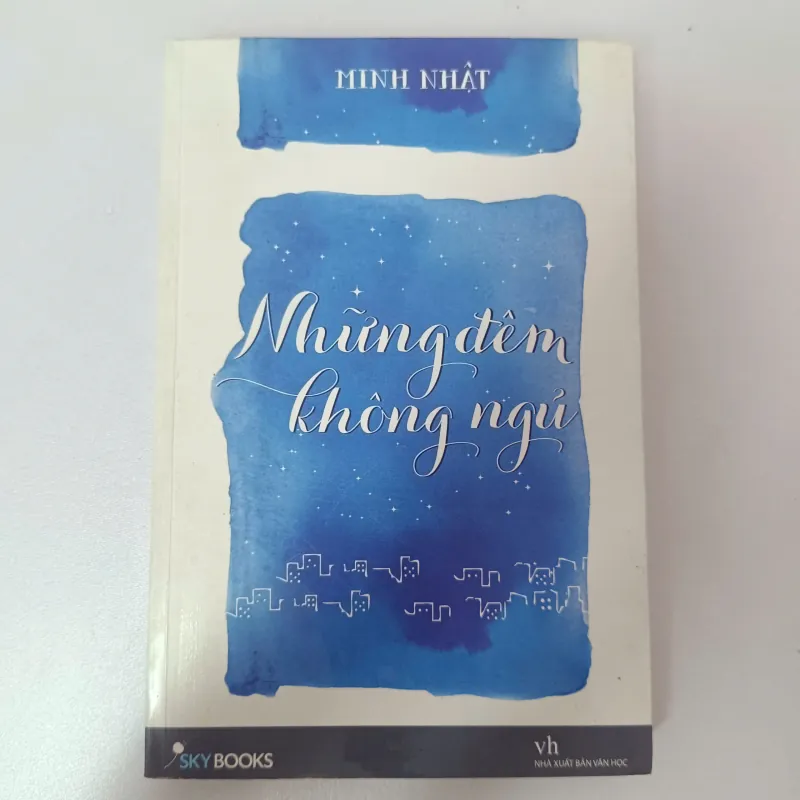 MINH NHẬT
Những đêm
không ngủ
SKY BOOKS
vh
NHÀ XUẤT BẢN VĂN HỌC